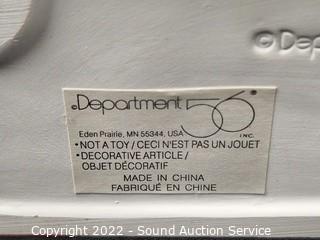 ©Dep
Department 56®
INC.
Eden Prairie, MN 55344, USA
• NOT A TOY / CECI N'EST PAS UN JOUET
• DECORATIVE ARTICLE /
OBJET DÉCORATIF
MADE IN CHINA
FABRIQUÉ EN CHINE
Copyright 2022 - Sound Auction Service